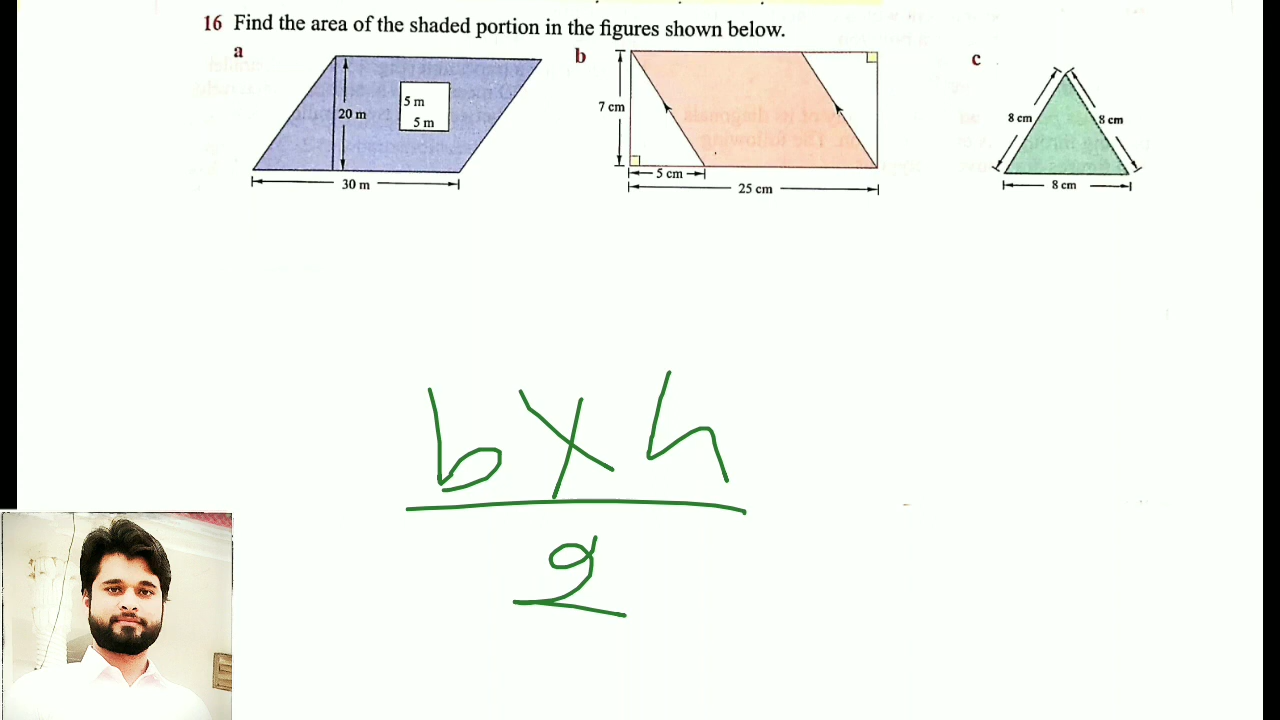 16 Find the area of the shaded portion in the figures shown below.
a
20 m
5 m
5 m
30 m
b
7 cm
5 cm
25 cm
c
8 cm
8 cm
8 cm
b × h
2